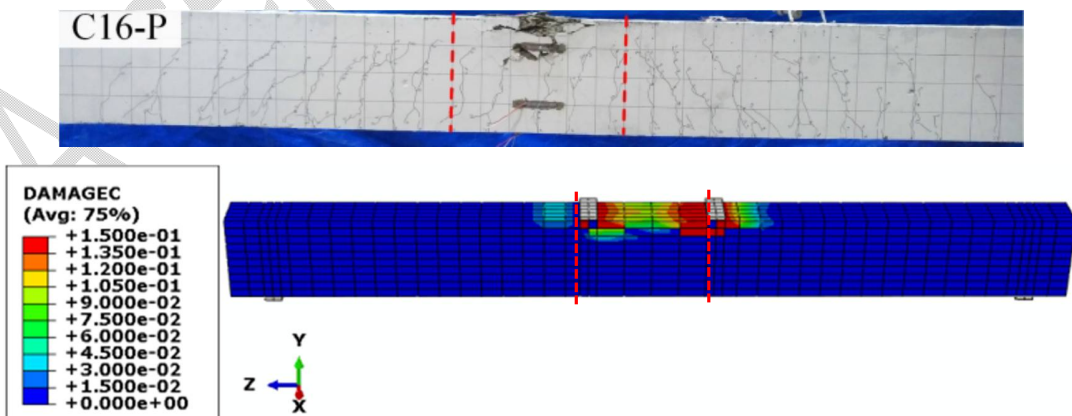 C16-P
DAMAGEC
(Avg: 75%)
+1.500e-01
+1.350e-01
+1.200e-01
+1.050e-01
+9.000e-02
+7.500e-02
+6.000e-02
+4.500e-02
+3.000e-02
+1.500e-02
+0.000e+00
Y
Z
X